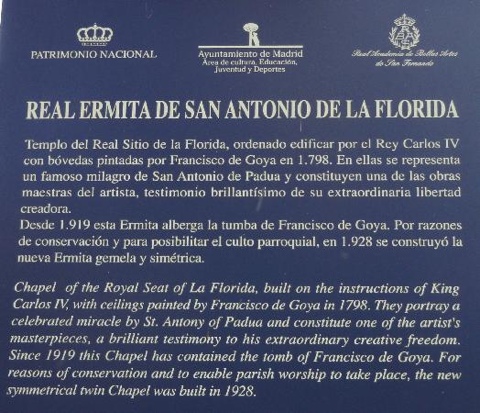 PATRIMONIO NACIONAL
Ayuntamiento de Madrid
Área de cultura, Educación,
Juventud y Deportes
Real Academia de Bellas Artes
de San Fernando
REAL ERMITA DE SAN ANTONIO DE LA FLORIDA
Templo del Real Sitio de la Florida, ordenado edificar por el Rey Carlos IV
con bóvedas pintadas por Francisco de Goya en 1.798. En ellas se representa
un famoso milagro de San Antonio de Padua y constituyen una de las obras
maestras del artista, testimonio brillantísimo de su extraordinaria libertad
creadora.
Desde 1.919 esta Ermita alberga la tumba de Francisco de Goya. Por razones
de conservación y para posibilitar el culto parroquial, en 1.928 se construyó la
nueva Ermita gemela y simétrica.
Chapel of the Royal Seat of La Florida, built on the instructions of King
Carlos IV, with ceilings painted by Francisco de Goya in 1798. They portray a
celebrated miracle by St. Antony of Padua and constitute one of the artist's
masterpieces, a brilliant testimony to his extraordinary creative freedom.
Since 1919 this Chapel has contained the tomb of Francisco de Goya. For
reasons of conservation and to enable parish worship to take place, the new
symmetrical twin Chapel was built in 1928.